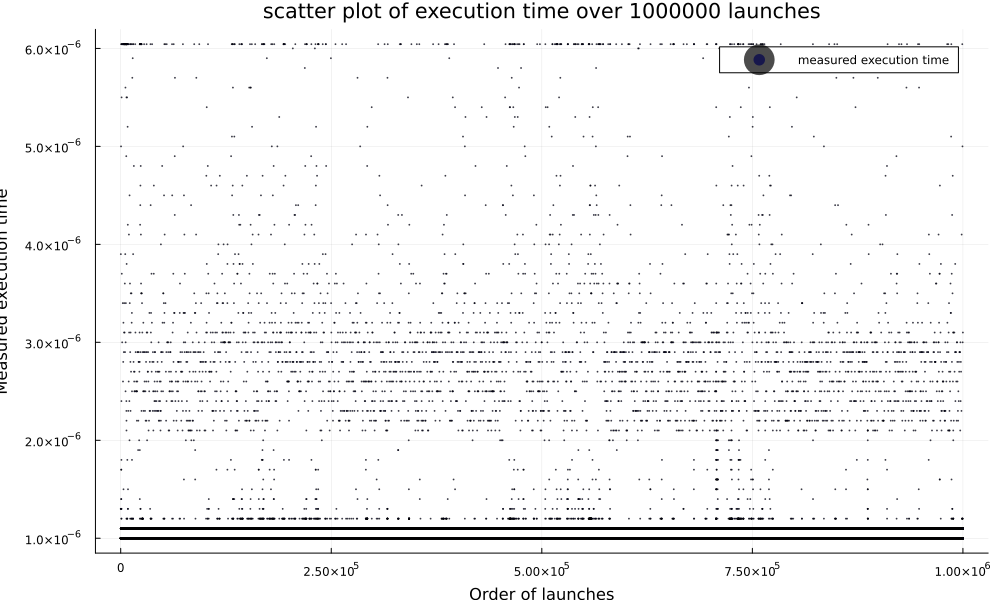 scatter plot of execution time over 1000000 launches
6.0×10⁻⁶
measured execution time
5.0×10⁻⁶
4.0×10⁻⁶
Measured execution time
3.0×10⁻⁶
2.0×10⁻⁶
1.0×10⁻⁶
0 2.50×10⁵ 5.00×10⁵ 7.50×10⁵ 1.00×10⁶
Order of launches